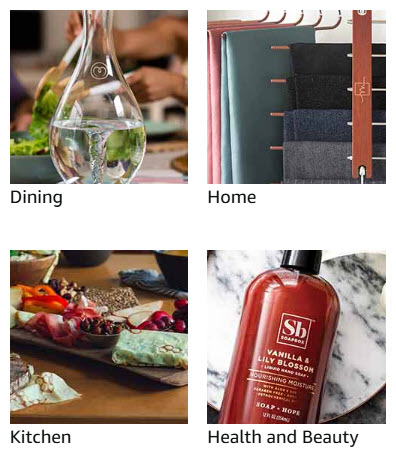 Dining
Home
Sb
SOAPBOX
VANILLA &
LILY BLOSSOM
LIQUID HAND SOAP
NOURISHING MOISTURE
SOAP + HOPE
Kitchen
Health and Beauty